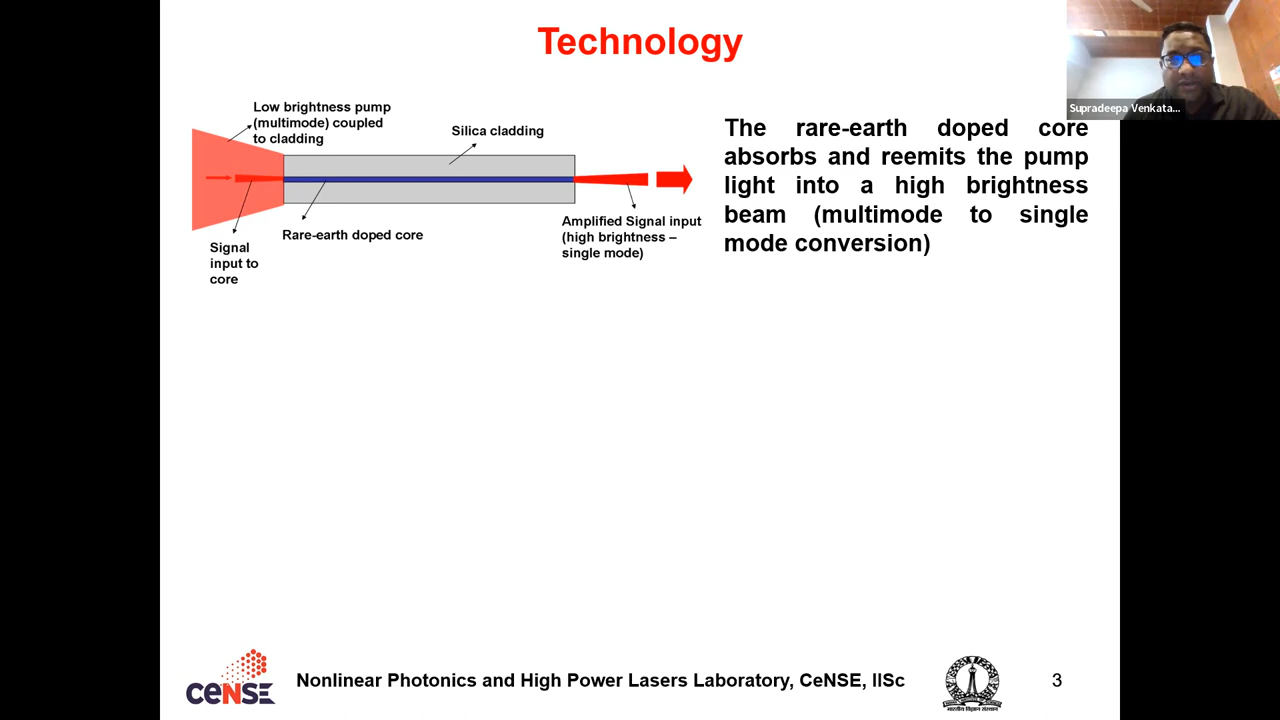 Technology
Supradeepa Venkata...
Low brightness pump
(multimode) coupled
to cladding
Silica cladding
Signal
input to
core
Rare-earth doped core
Amplified Signal input
(high brightness –
single mode)
The rare-earth doped core
absorbs and reemits the pump
light into a high brightness
beam (multimode to single
mode conversion)
ceNSE
Nonlinear Photonics and High Power Lasers Laboratory, CeNSE, IISc
भारतीय विज्ञान संस्थान
3